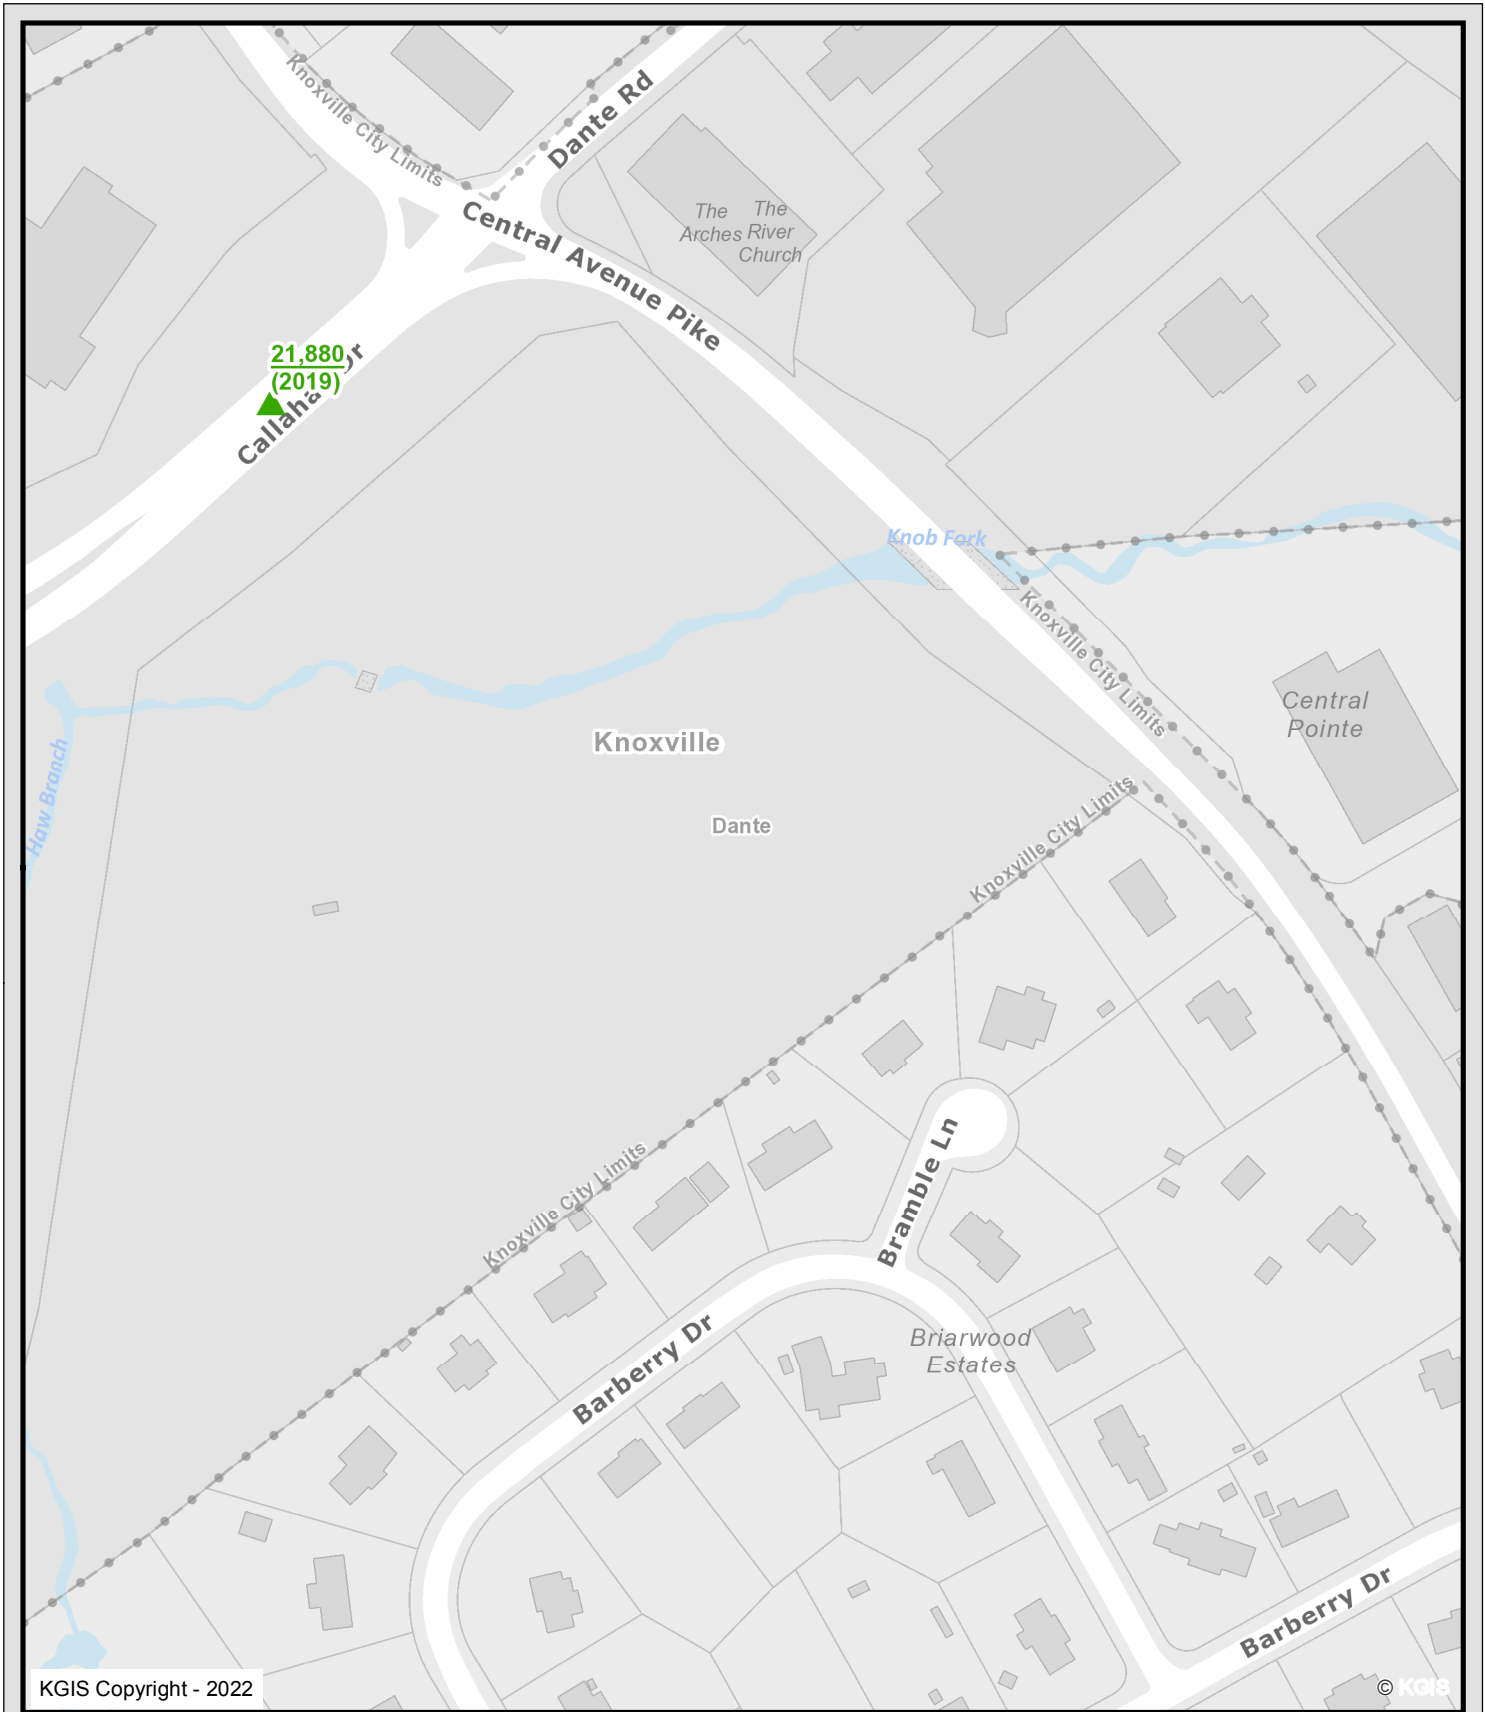 Knoxville City Limits
Dante Rd
The
Arches
The
River
Church
Central Avenue Pike
21,880
(2019)
Knob Fork
Knoxville City Limits
Central
Pointe
Knoxville
Haw Branch
Dante
Knoxville City Limits
Bramble Ln
Knoxville City Limits
Barberry Dr
Briarwood
Estates
Barberry Dr
KGIS Copyright - 2022
© KGIS